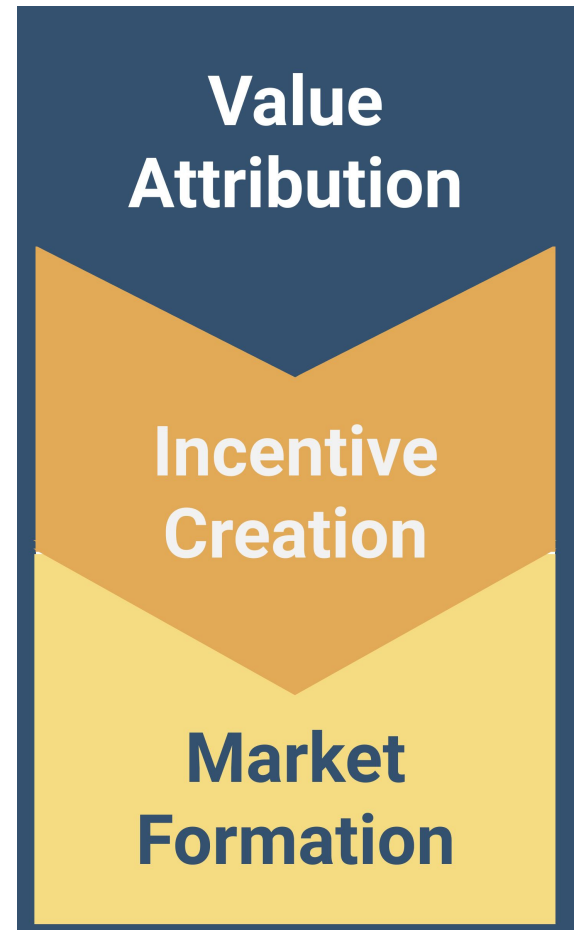 Value
Attribution
Incentive
Creation
Market
Formation